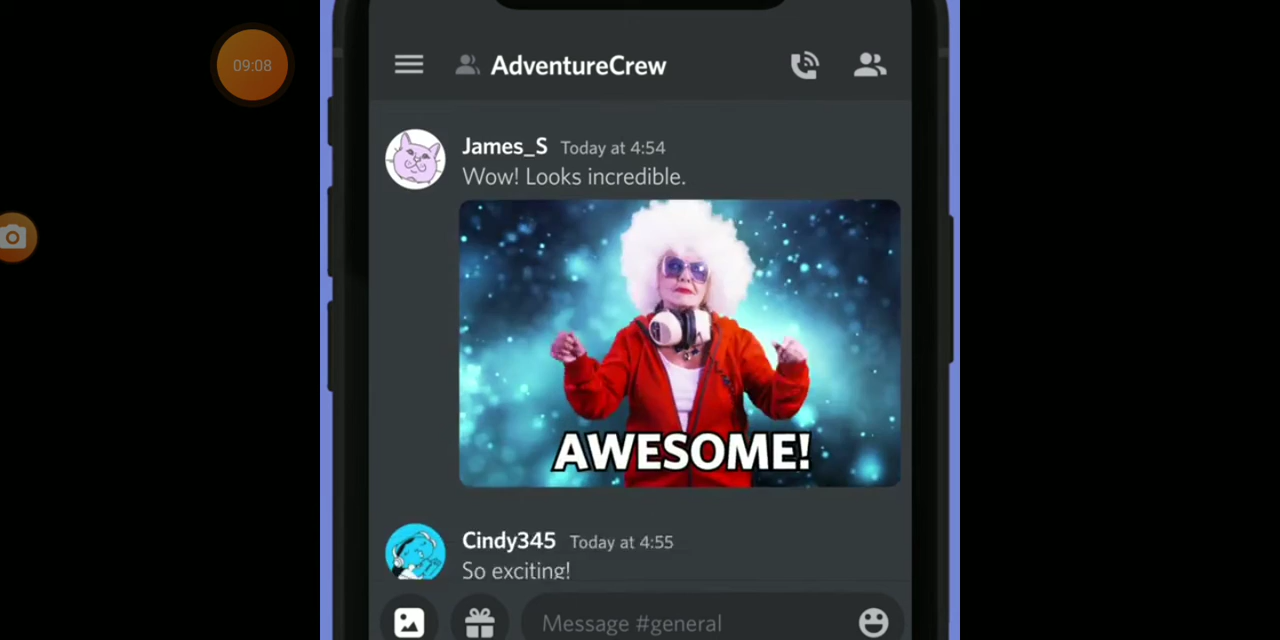 09:08
AdventureCrew
James_S Today at 4:54
Wow! Looks incredible.
AWESOME!
Cindy345 Today at 4:55
So exciting!
Message #general